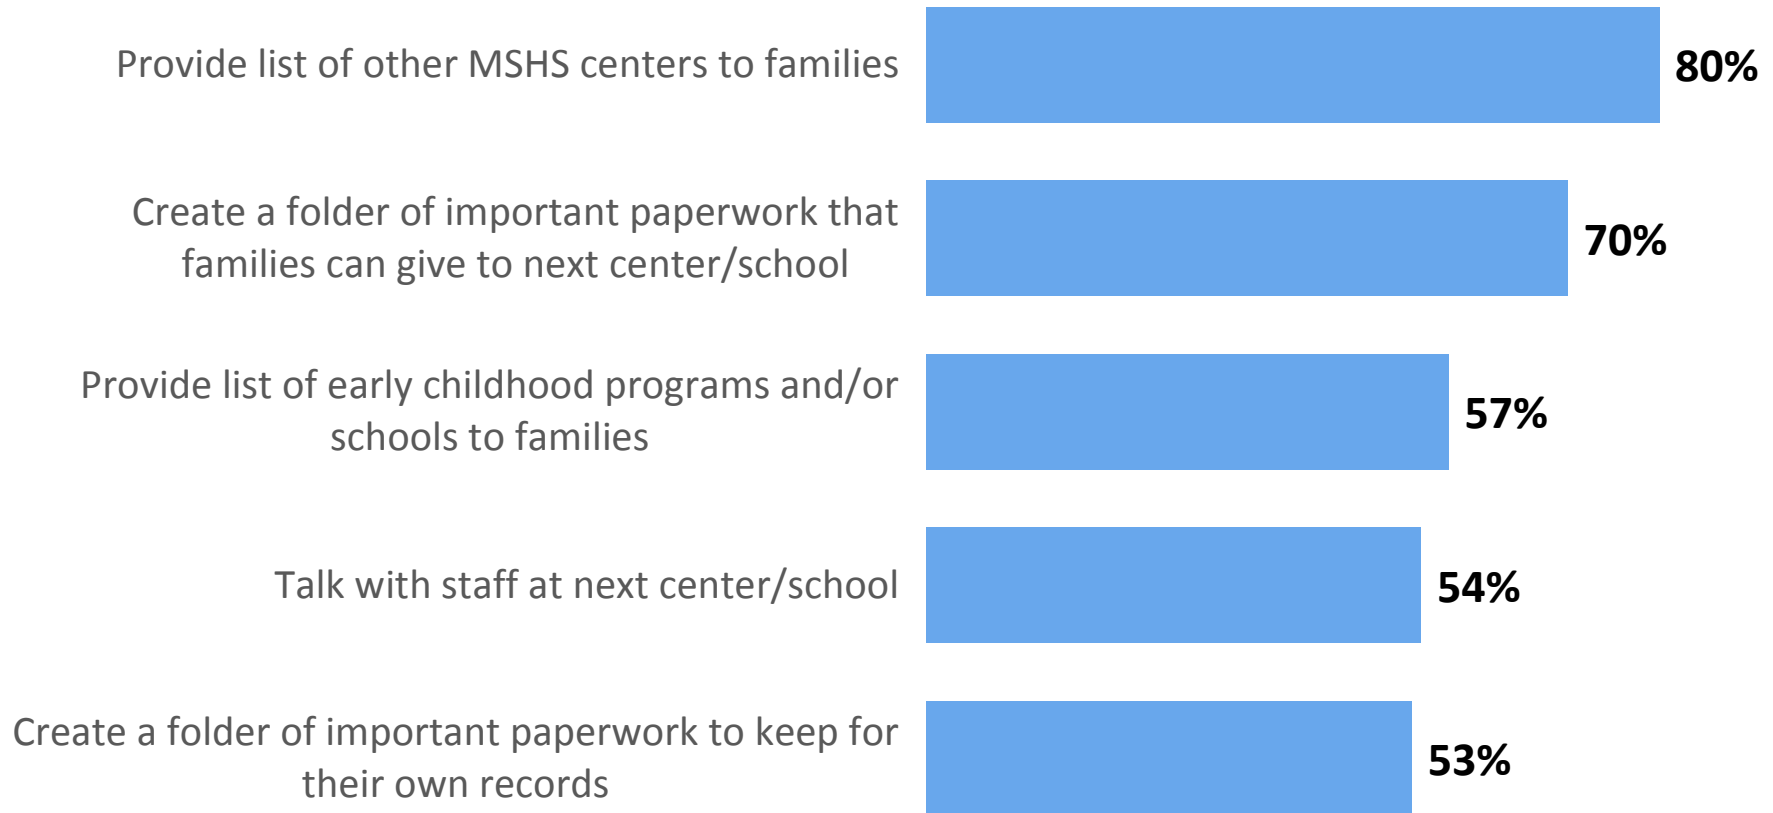 Provide list of other MSHS centers to families
80%
Create a folder of important paperwork that
families can give to next center/school
70%
Provide list of early childhood programs and/or
schools to families
57%
Talk with staff at next center/school
54%
Create a folder of important paperwork to keep for
their own records
53%